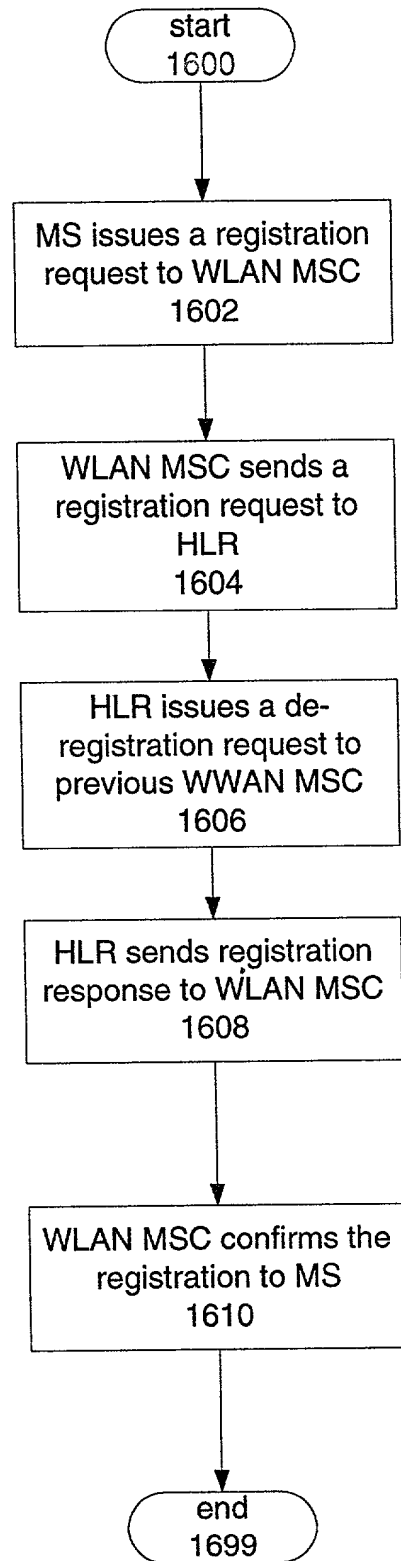 start
1600
MS issues a registration
request to WLAN MSC
1602
WLAN MSC sends a
registration request to
HLR
1604
HLR issues a de-
registration request to
previous WWAN MSC
1606
HLR sends registration
response to WLAN MSC
1608
WLAN MSC confirms the
registration to MS
1610
end
1699